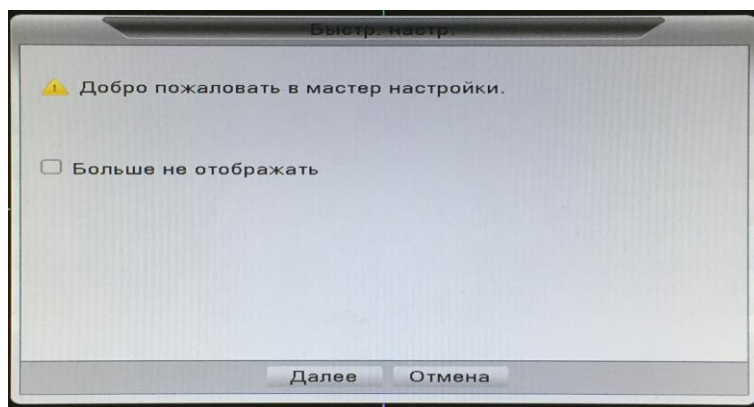 Быстр. настр.
Добро пожаловать в мастер настройки.
Больше не отображать
Далее Отмена